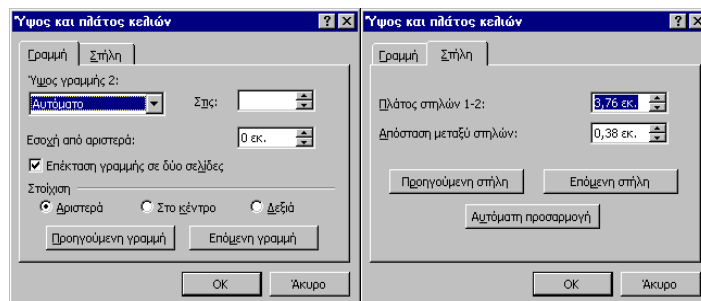 Ύψος και πλάτος κελιών
Γραμμή Στήλη
Ύψος γραμμής 2:
Αυτόματο Στις:
Εσοχή από αριστερά: 0 εκ.
Επέκταση γραμμής σε δύο σελίδες
Στοίχιση
Αριστερά Στο κέντρο Δεξιά
Προηγούμενη γραμμή Επόμενη γραμμή
OK Άκυρο
Ύψος και πλάτος κελιών
Γραμμή Στήλη
Πλάτος στηλών 1-2: 3,76 εκ.
Απόσταση μεταξύ στηλών: 0,38 εκ.
Προηγούμενη στήλη Επόμενη στήλη
Αυτόματη προσαρμογή
OK Άκυρο